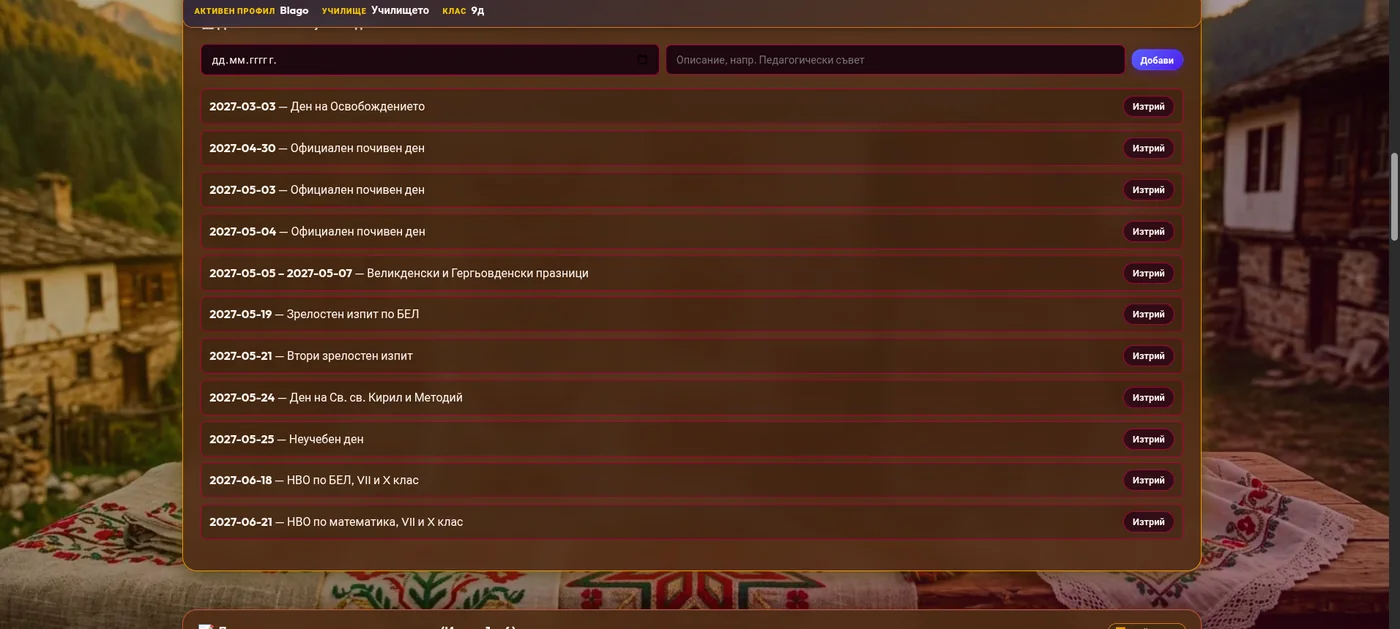 АКТИВЕН ПРОФИЛ Blago УЧИЛИЩЕ Училището КЛАС 9д
дд.мм.гггг г. Описание, напр. Педагогически съвет Добави
2027-03-03 — Ден на Освобождението Изтрий
2027-04-30 — Официален почивен ден Изтрий
2027-05-03 — Официален почивен ден Изтрий
2027-05-04 — Официален почивен ден Изтрий
2027-05-05 – 2027-05-07 — Великденски и Гергьовденски празници Изтрий
2027-05-19 — Зрелостен изпит по БЕЛ Изтрий
2027-05-21 — Втори зрелостен изпит Изтрий
2027-05-24 — Ден на Св. св. Кирил и Методий Изтрий
2027-05-25 — Неучебен ден Изтрий
2027-06-18 — НВО по БЕЛ, VII и X клас Изтрий
2027-06-21 — НВО по математика, VII и X клас Изтрий